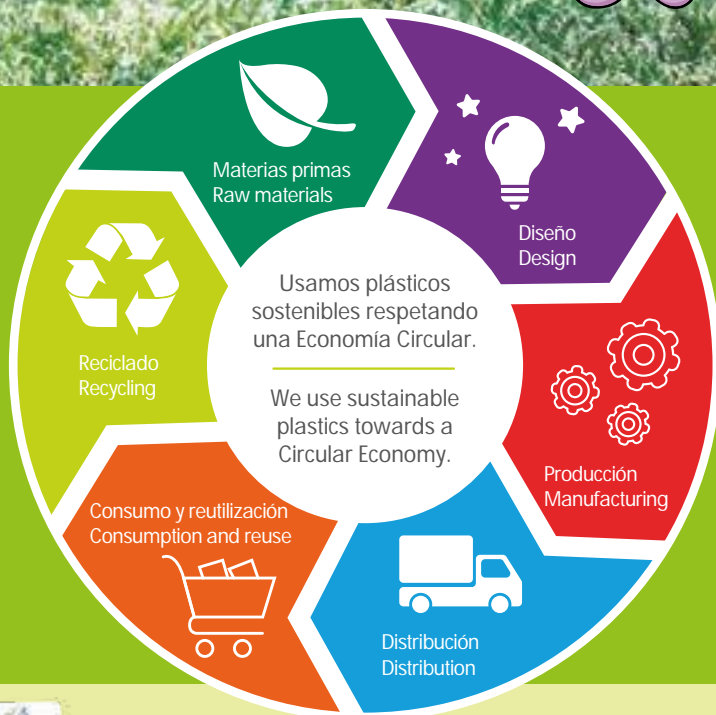 Materias primas
Raw materials
Diseño
Design
Producción
Manufacturing
Distribución
Distribution
Consumo y reutilización
Consumption and reuse
Reciclado
Recycling
Usamos plásticos
sostenibles respetando
una Economía Circular.
We use sustainable
plastics towards a
Circular Economy.